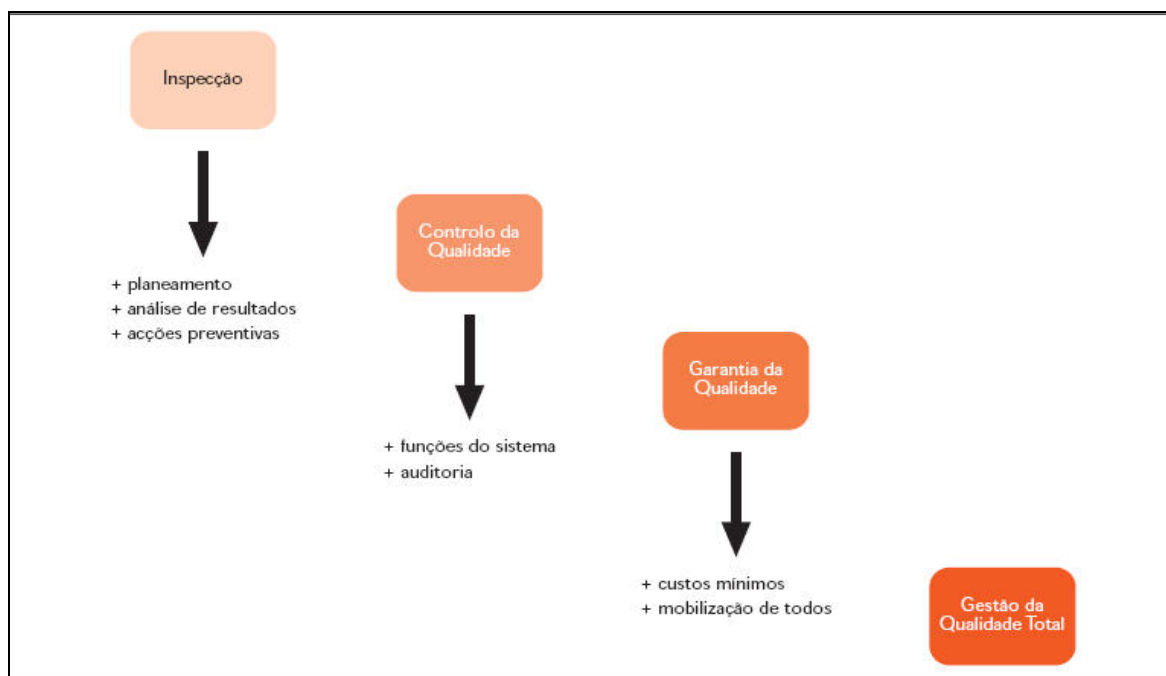 Inspecção
+ planeamento
+ análise de resultados
+ acções preventivas
Controlo da
Qualidade
+ funções do sistema
+ auditoria
Garantia da
Qualidade
+ custos mínimos
+ mobilização de todos
Gestão da
Qualidade Total